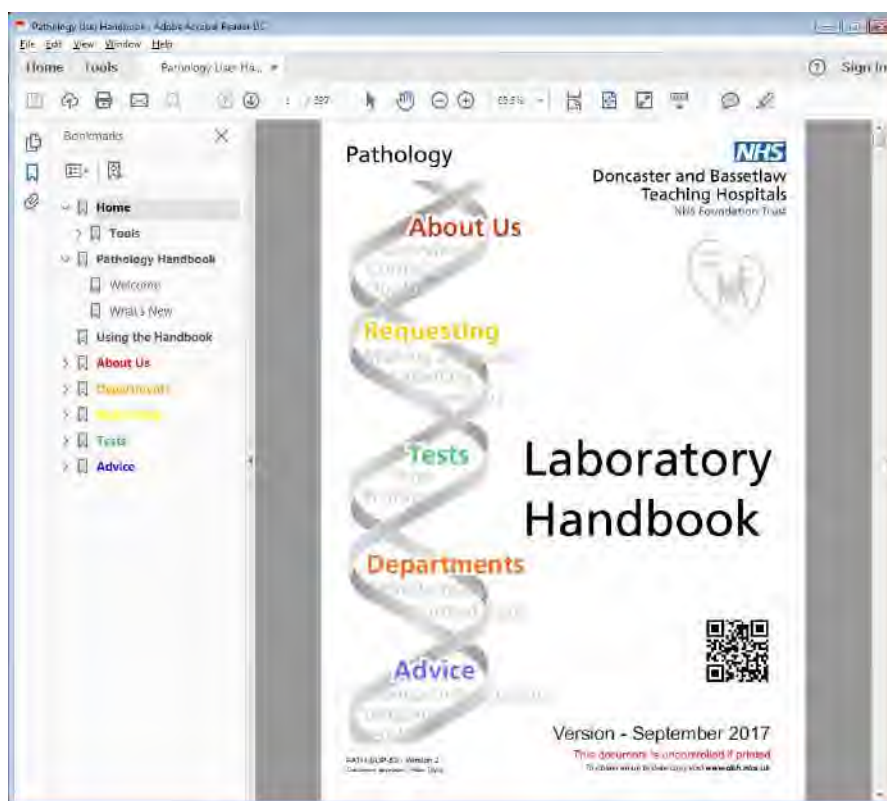 Pathology User Handbook - Adobe Acrobat Reader DC
File Edit View Window Help
Home Tools Pathology User Ha...
Sign In
Bookmarks
Home
Tools
Pathology Handbook
Welcome
What's New
Using the Handbook
About Us
Departments
Tests
Advice
Pathology
NHS
Doncaster and Bassetlaw
Teaching Hospitals
NHS Foundation Trust
About Us
Requesting
Tests
Laboratory
Handbook
Departments
Advice
Version - September 2017
This document is uncontrolled if printed